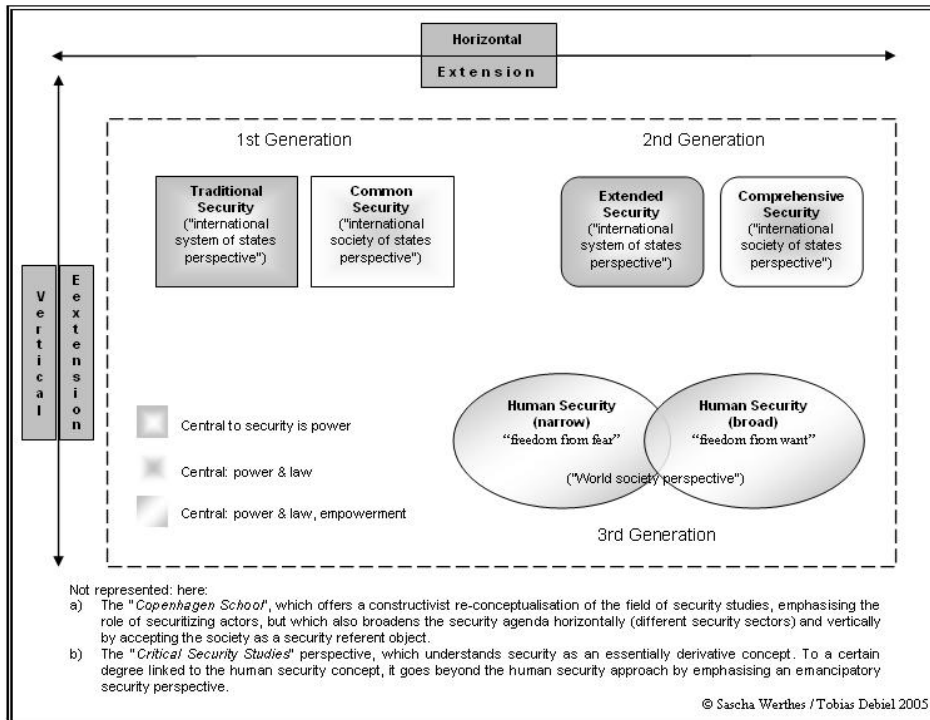 Horizontal
Extension
1st Generation
2nd Generation
Traditional
Security
("international
system of states
perspective")
Common
Security
("international
society of states
perspective")
Extended
Security
("international
system of states
perspective")
Comprehensive
Security
("international
society of states
perspective")
Vertical
Eextension
Central to security is power
Central: power & law
Central: power & law, empowerment
Human Security
(narrow)
“freedom from fear”
Human Security
(broad)
“freedom from want”
("World society perspective")
3rd Generation
Not represented: here:
a) The "Copenhagen School", which offers a constructivist re-conceptualisation of the field of security studies, emphasising the
role of securitizing actors, but which also broadens the security agenda horizontally (different security sectors) and vertically
by accepting the society as a security referent object.
b) The "Critical Security Studies" perspective, which understands security as an essentially derivative concept. To a certain
degree linked to the human security concept, it goes beyond the human security approach by emphasising an emancipatory
security perspective.
© Sascha Werthes / Tobias Debiel 2005